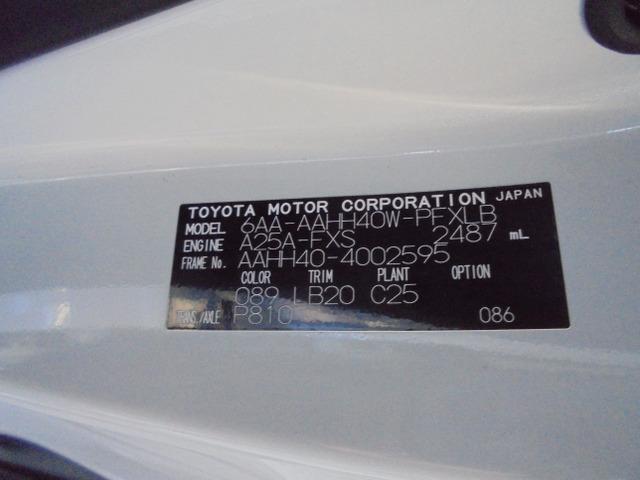 TOYOTA MOTOR CORPORATION JAPAN
MODEL 6AA-AAHH40W-PFXLB
ENGINE A25A-FXS 2487 mL
FRAME No. AAHH40-4002595
COLOR TRIM PLANT OPTION
089 LB20 C25
TRANS./AXLE P810 086